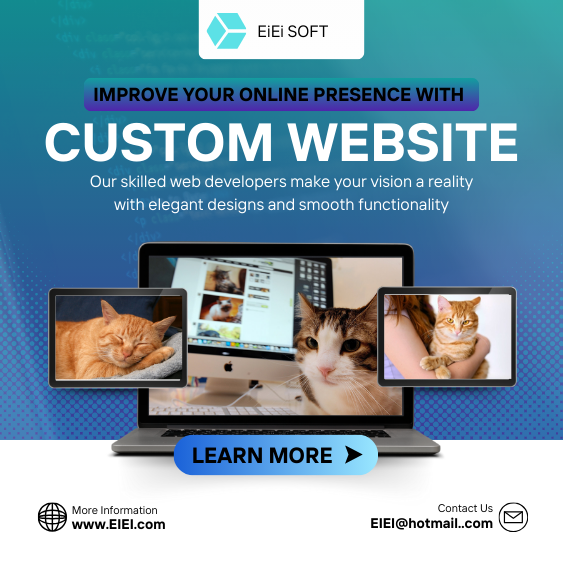 EiEi SOFT
IMPROVE YOUR ONLINE PRESENCE WITH
CUSTOM WEBSITE
Our skilled web developers make your vision a reality
with elegant designs and smooth functionality
LEARN MORE
More Information
www.EIEI.com
Contact Us
EIEI@hotmail..com